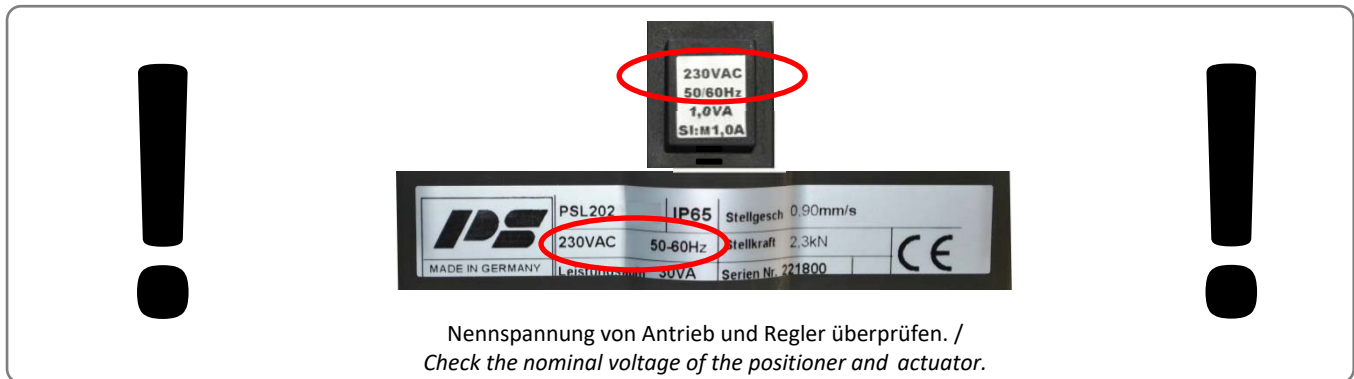 !
230VAC
50/60Hz
1,0VA
SI:M1,0A
!
PS
PSL202 IP65 Stellgesch 0,90mm/s
230VAC 50-60Hz Stellkraft 2,3kN
MADE IN GERMANY 30VA Serien Nr. 221800
CE
Nennspannung von Antrieb und Regler überprüfen. /
Check the nominal voltage of the positioner and actuator.